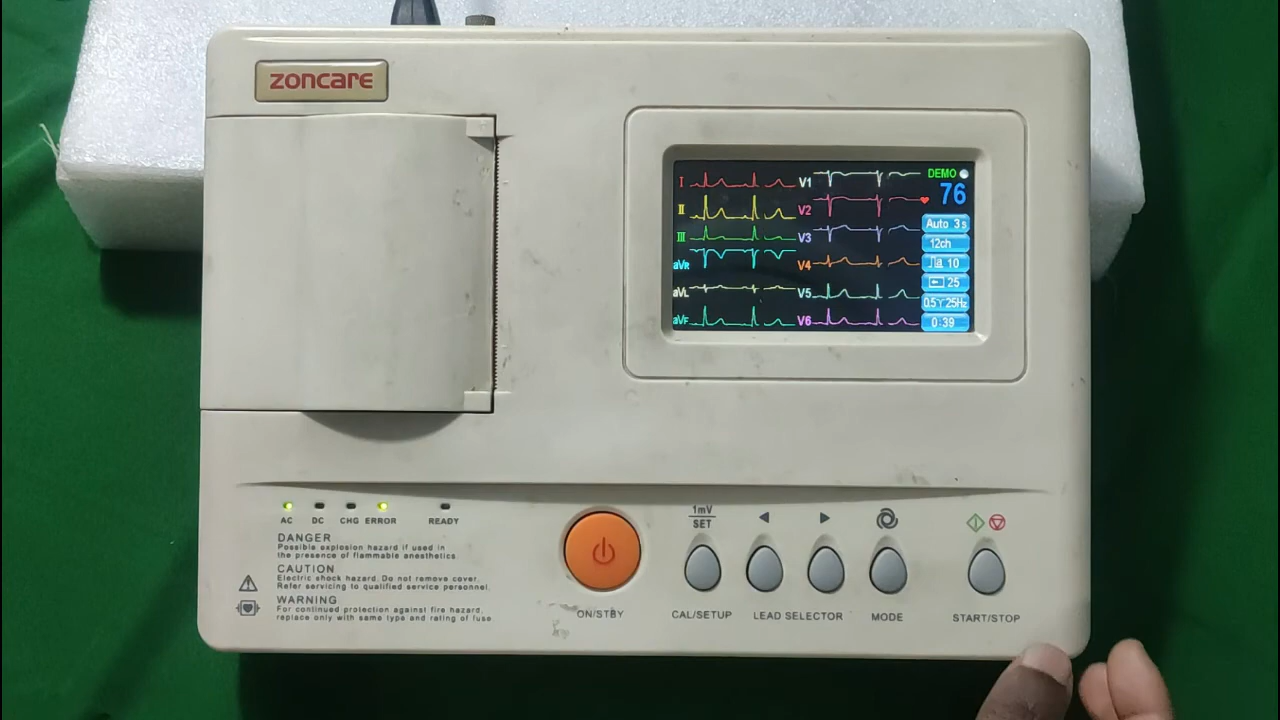 zoncare
I
II
III
aVR
aVL
aVF
V1
V2
V3
V4
V5
V6
DEMO
76
Auto 3s
12ch
10
25
0.5 25Hz
0:39
AC DC CHG ERROR READY
DANGER
Possible explosion hazard if used in
the presence of flammable anesthetics.
CAUTION
Electric shock hazard. Do not remove cover.
Refer servicing to qualified service personnel.
WARNING
For continued protection against fire hazard,
replace only with same type and rating of fuse
1mV
SET
ON/STBY
CAL/SETUP
LEAD SELECTOR
MODE
START/STOP